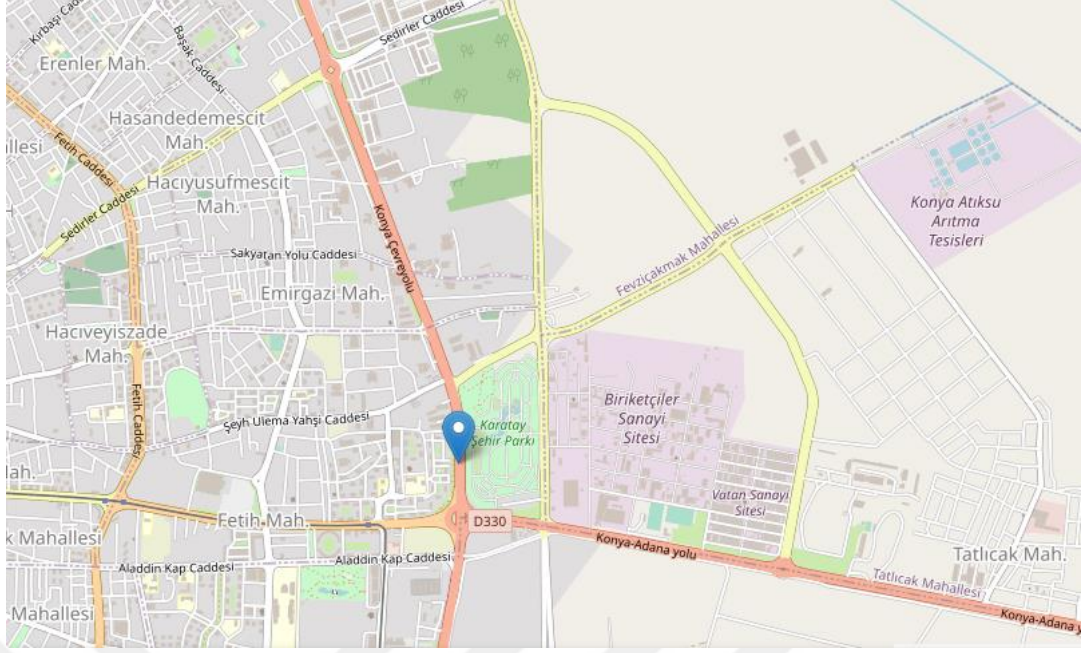 Kırbaşı Cad
Sedirler Caddesi
Başak Caddesi
Erenler Mah.
Hasandedemescit
Mah.
llesi
Fetih Caddesi
Hacıyusufmescit
Mah.
Sedirler Caddesi
Konya Çevreyolu
Konya Atıksu
Arıtma
Tesisleri
Fevziçakmak Mahallesi
Sakyatan Yolu Caddesi
Emirgazi Mah.
Hacıveyiszade
Mah.
Fetih Caddesi
Şeyh Ulema Yahşi Caddesi
Karatay
Şehir Parkı
Biriketçiler
Sanayi
Sitesi
Vatan Sanayi
Sitesi
ah.
Fetih Mah.
D330
k Mahallesi
Aladdin Kap Caddesi
Aladdin Kap Caddesi
Konya-Adana yolu
Tatlıcak Mah.
Tatlıcak Mahallesi
Mahallesi
Konya-Adana y